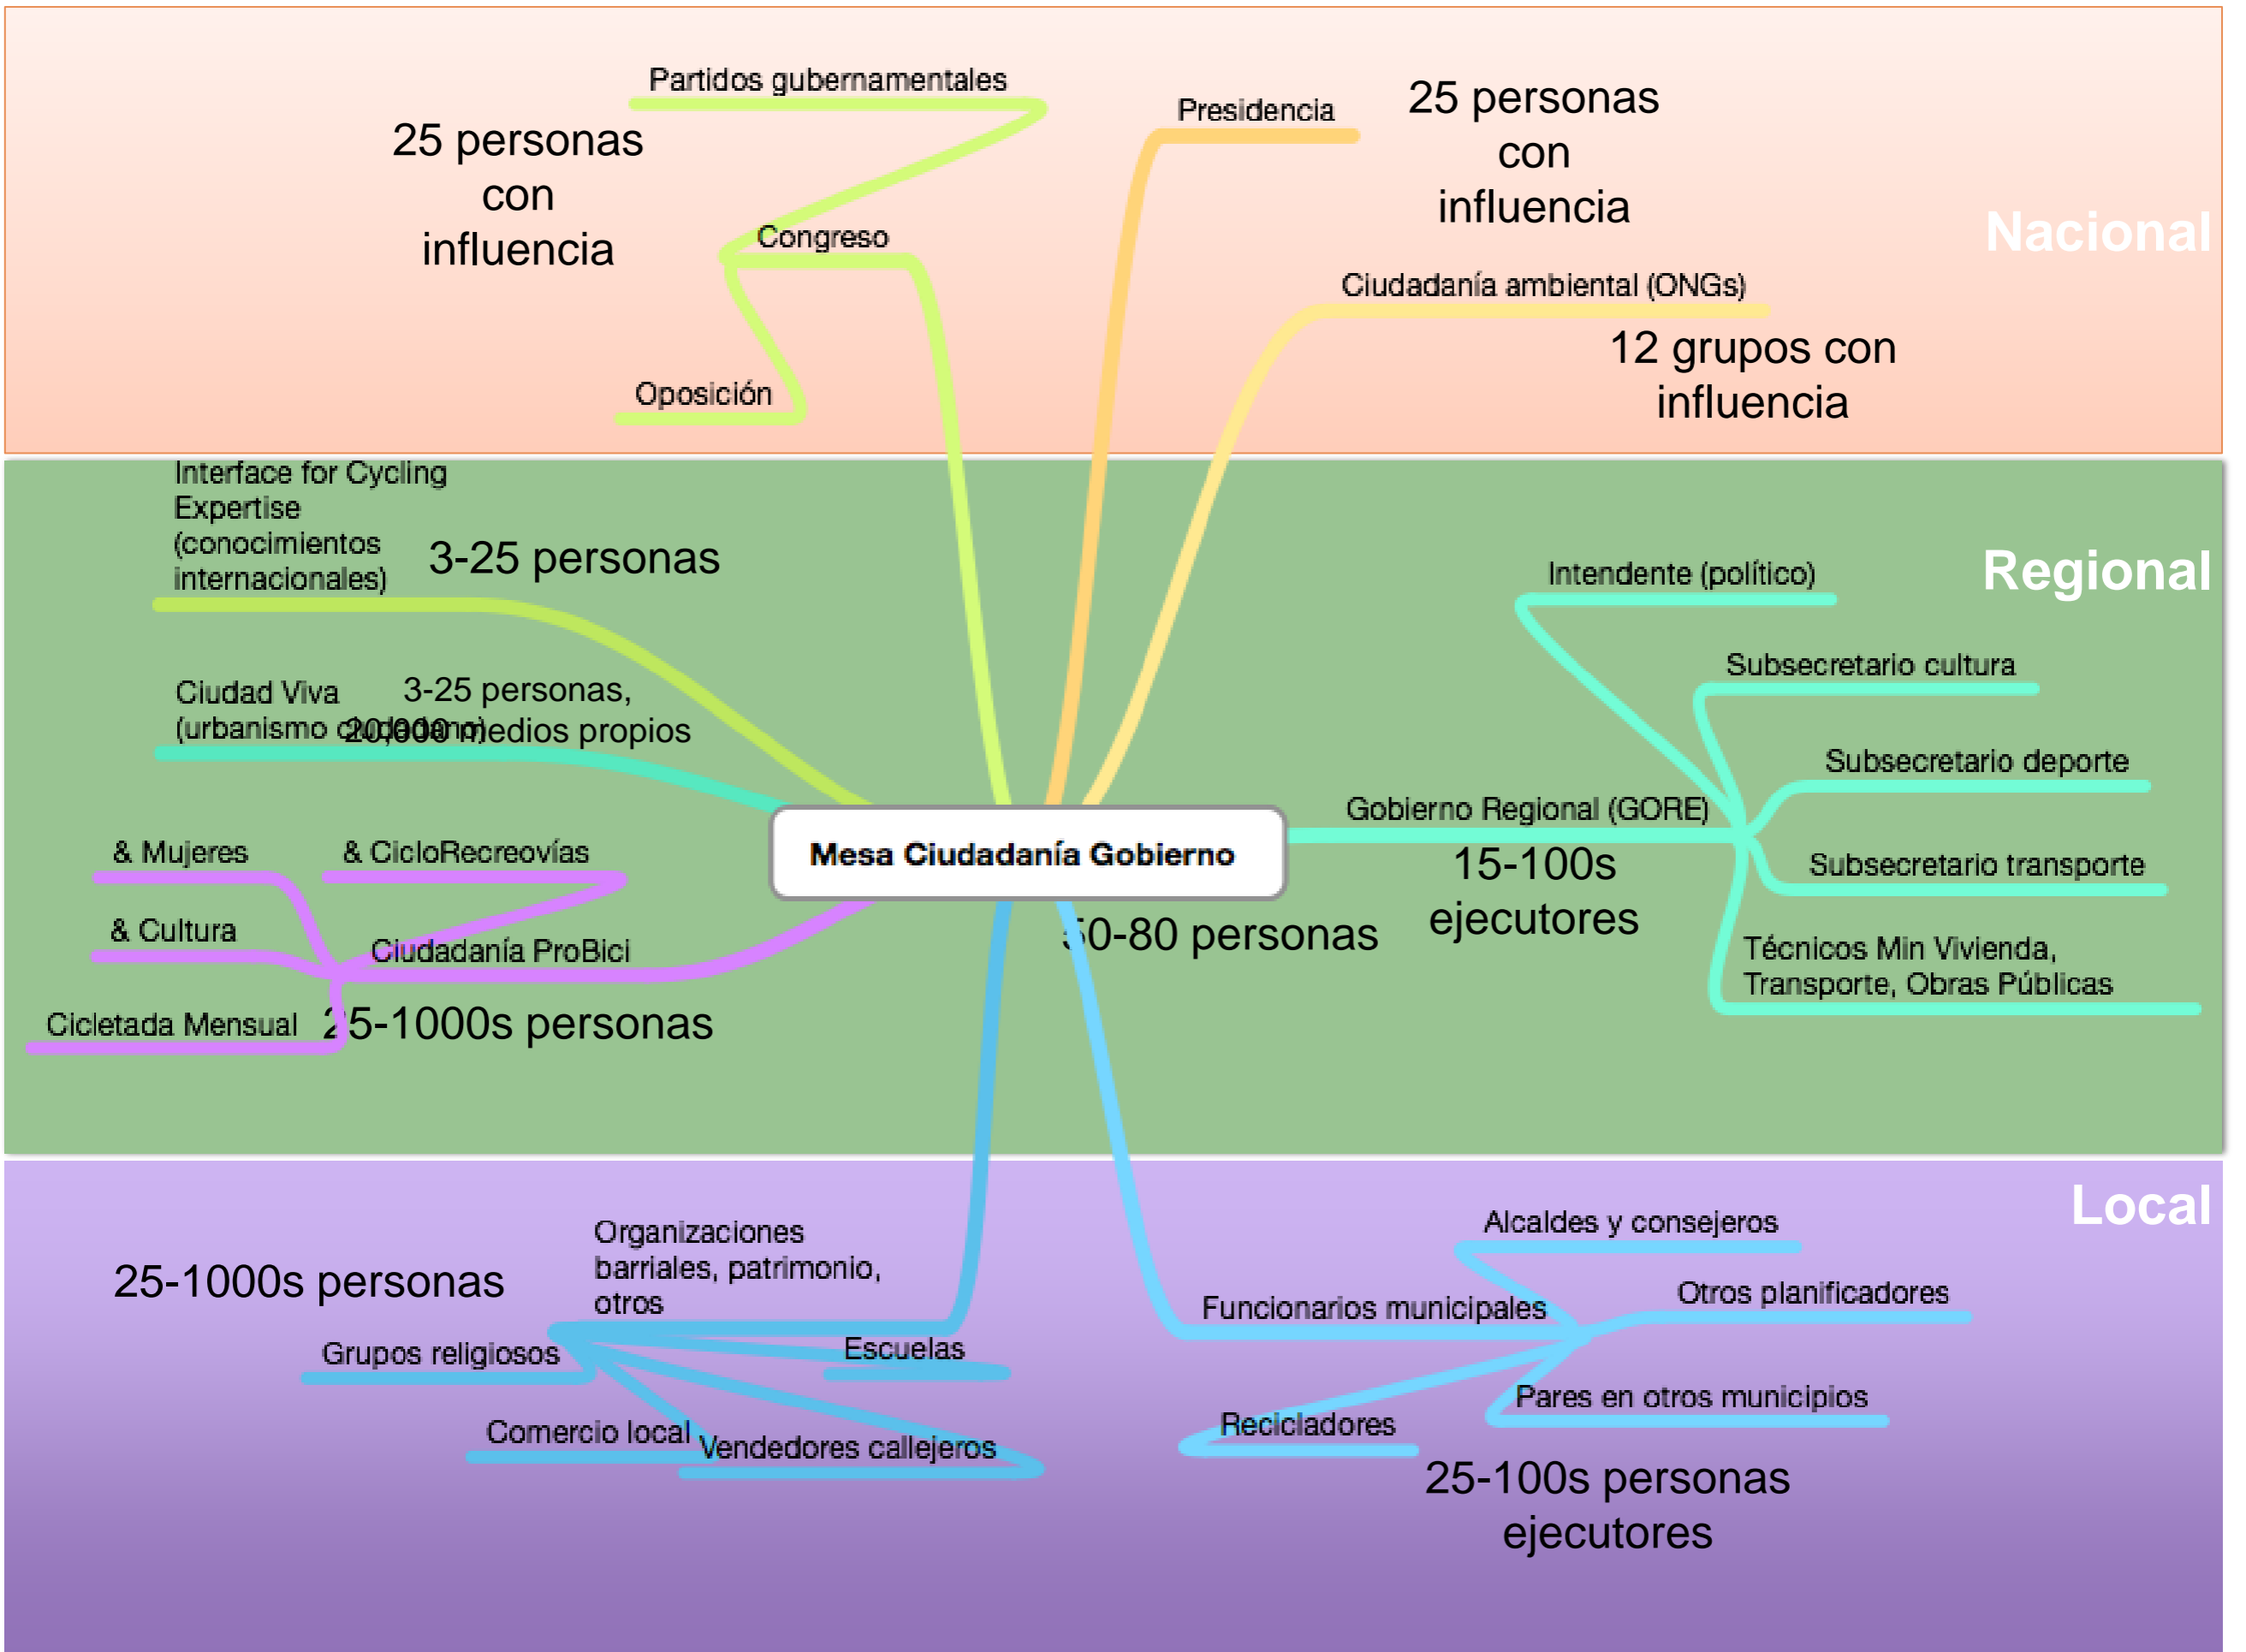 Partidos gubernamentales
25 personas
con
influencia
Congreso
Oposición
Presidencia
25 personas
con
influencia
Nacional
Ciudadanía ambiental (ONGs)
12 grupos con
influencia
Interface for Cycling
Expertise
(conocimientos
internacionales)
3-25 personas
Ciudad Viva
(urbanismo ciudadano)
3-25 personas,
20,000 medios propios
& Mujeres
& CicloRecreovías
& Cultura
Ciudadanía ProBici
Cicletada Mensual
25-1000s personas
Mesa Ciudadanía Gobierno
50-80 personas
Regional
Intendente (político)
Subsecretario cultura
Subsecretario deporte
Gobierno Regional (GORE)
15-100s
ejecutores
Subsecretario transporte
Técnicos Min Vivienda,
Transporte, Obras Públicas
Local
25-1000s personas
Organizaciones
barriales, patrimonio,
otros
Grupos religiosos
Escuelas
Comercio local
Vendedores callejeros
Alcaldes y consejeros
Funcionarios municipales
Otros planificadores
Pares en otros municipios
Recicladores
25-100s personas
ejecutores